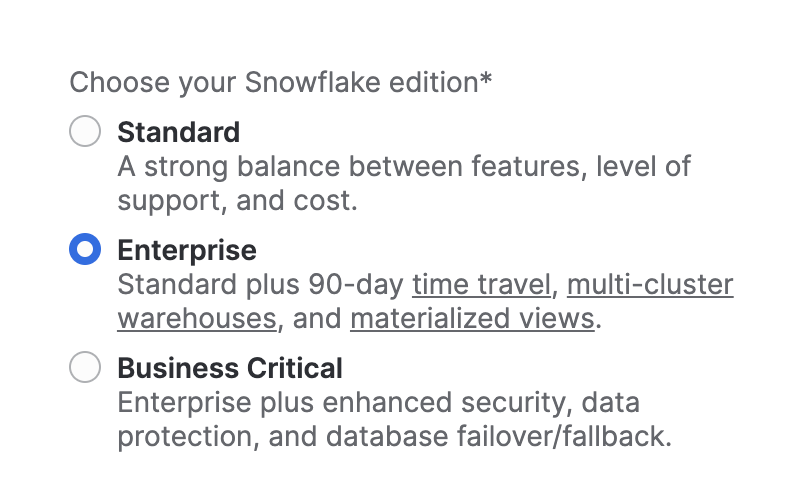 Choose your Snowflake edition*
Standard
A strong balance between features, level of
support, and cost.
Enterprise
Standard plus 90-day time travel, multi-cluster
warehouses, and materialized views.
Business Critical
Enterprise plus enhanced security, data
protection, and database failover/fallback.